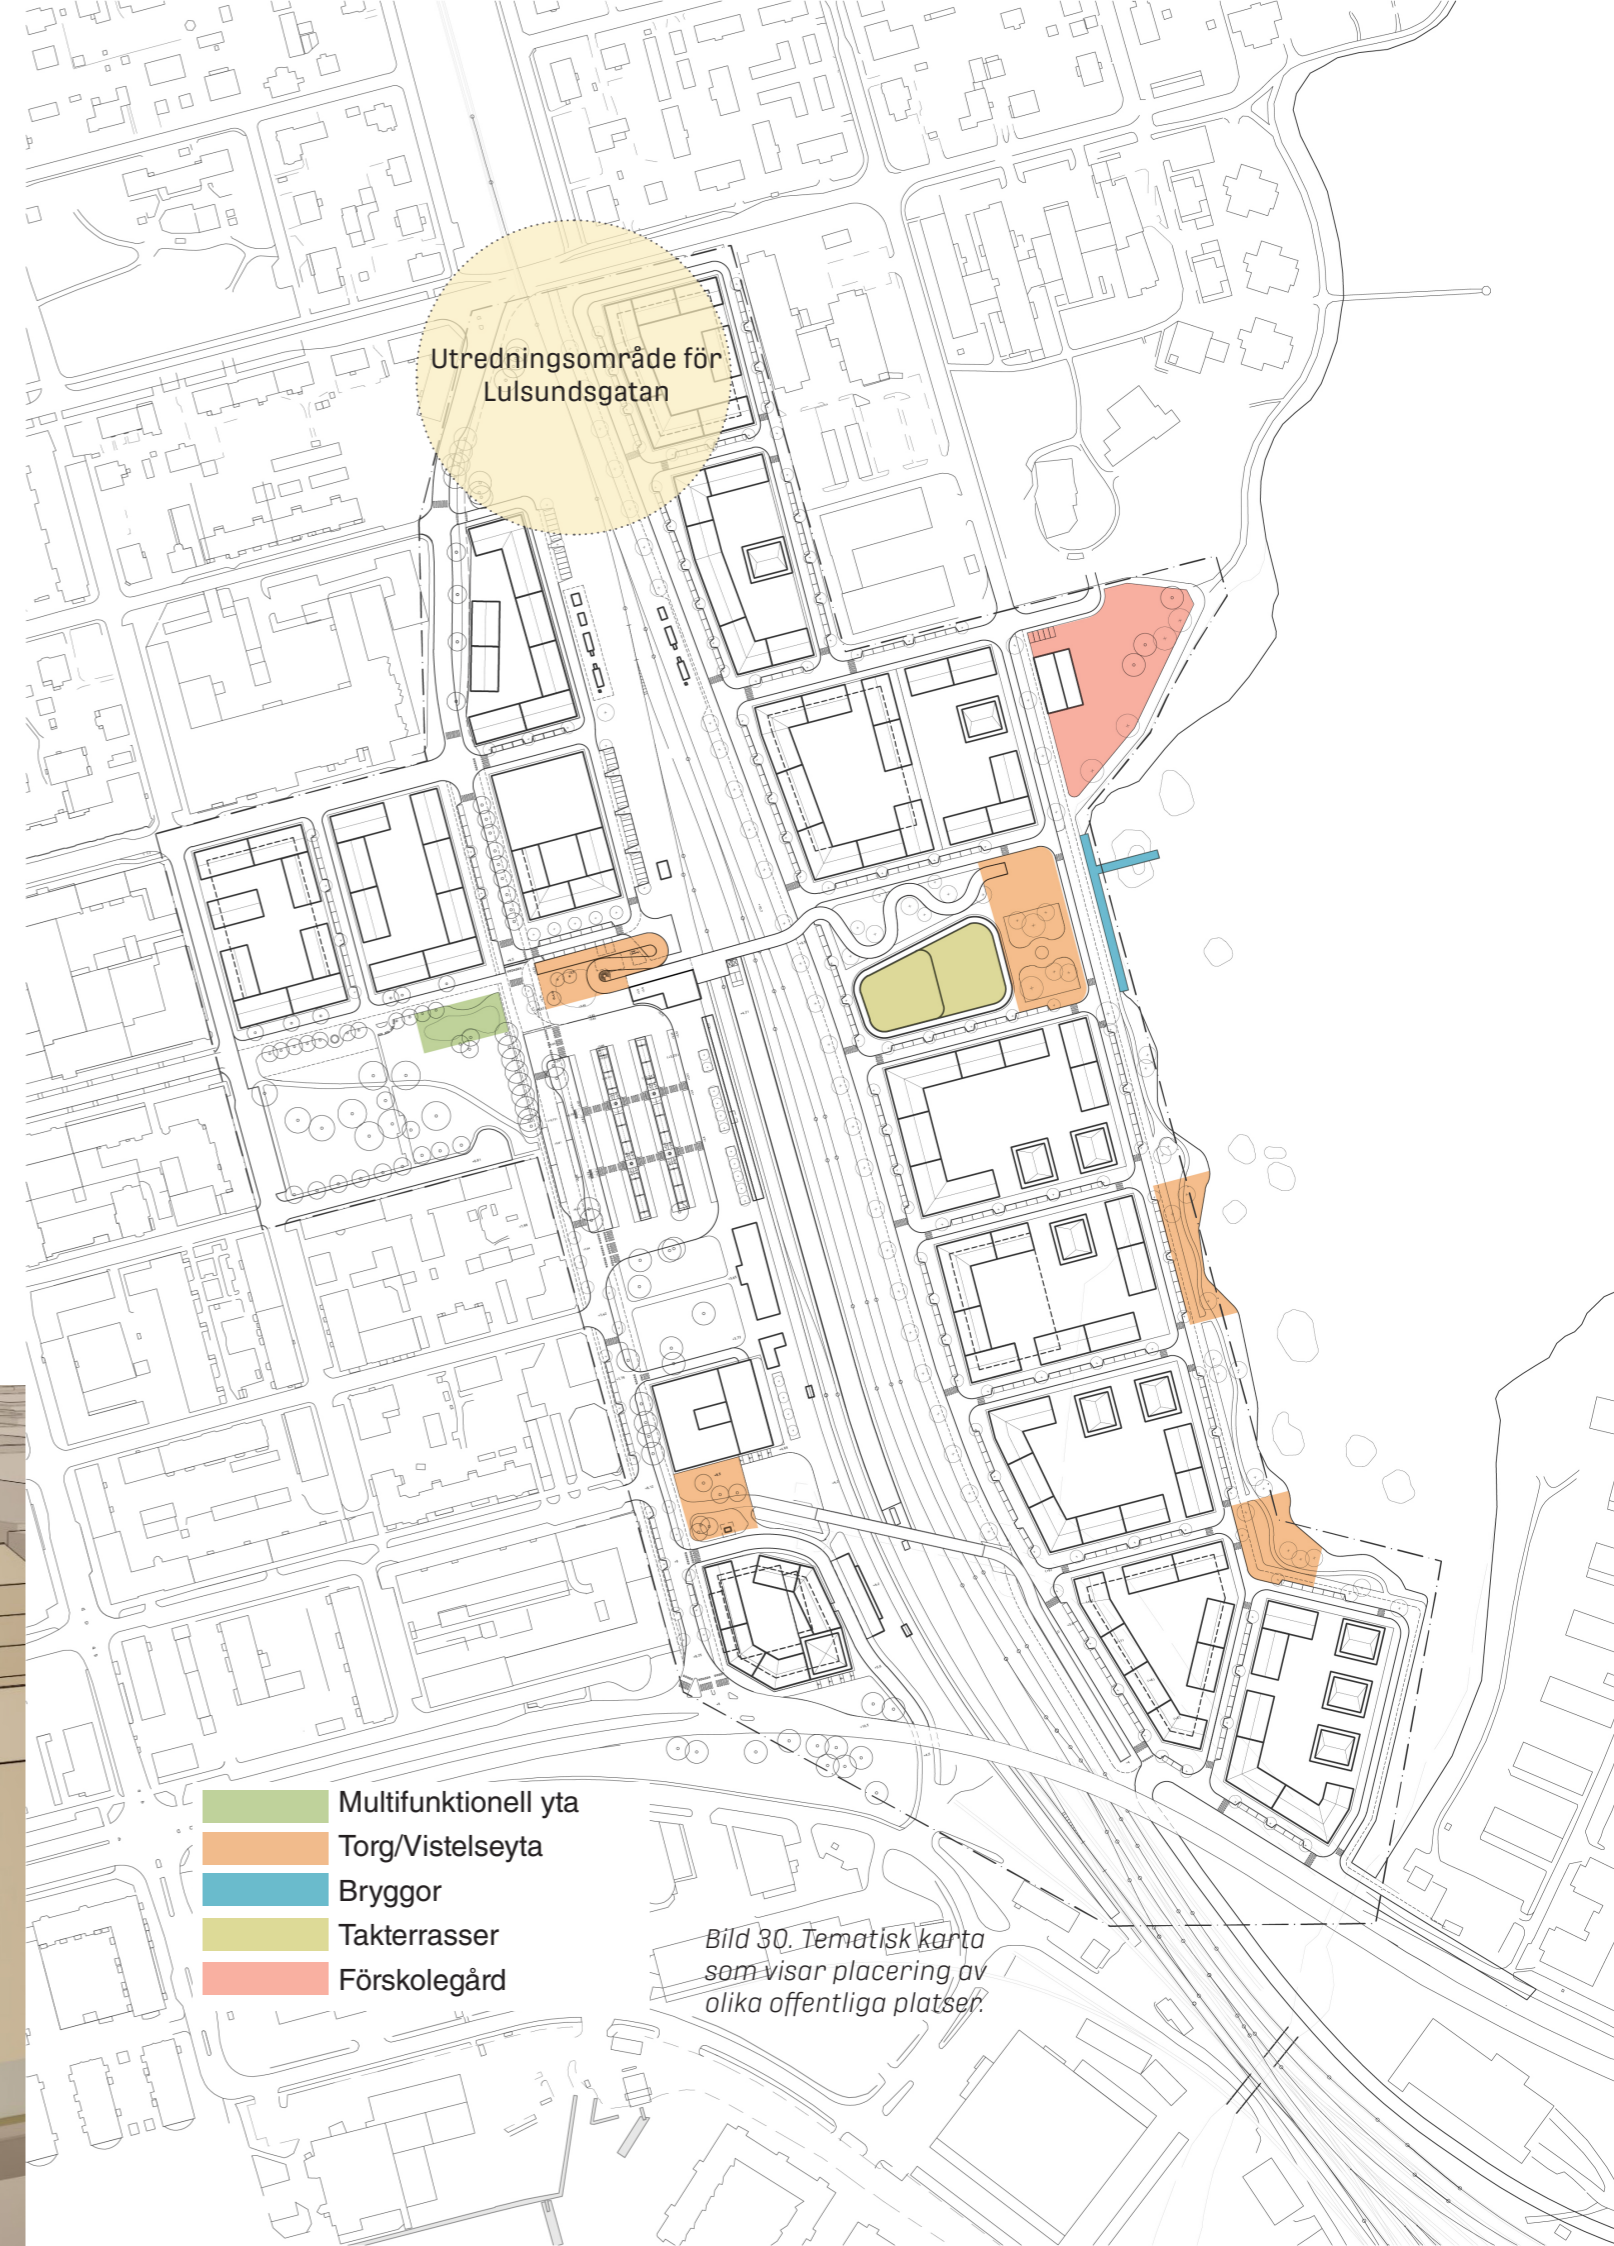 Utredningsområde för
Lulsundsgatan
Multifunktionell yta
Torg/Vistelseyta
Bryggor
Takterrasser
Förskolegård
Bild 30. Tematisk karta
som visar placering av
olika offentliga platser.